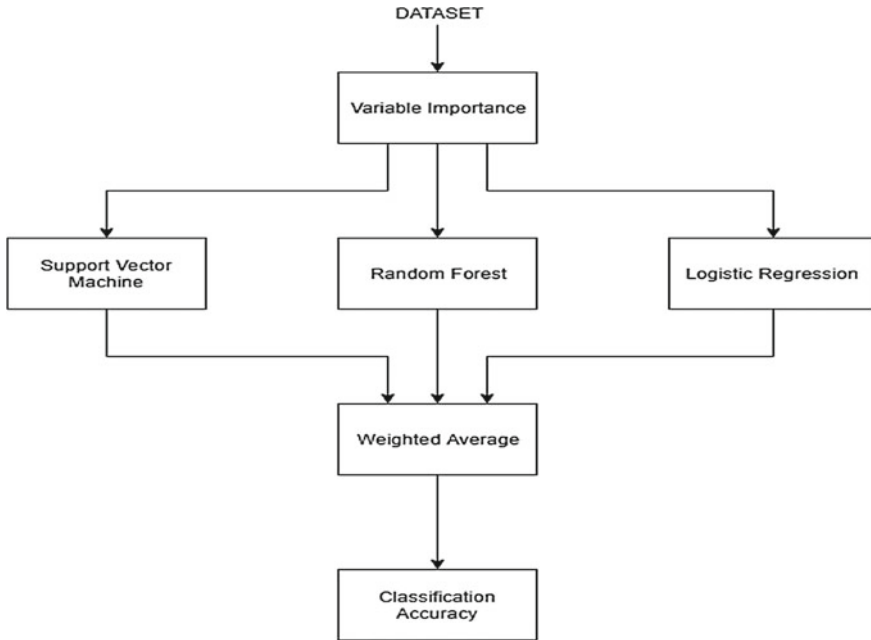 DATASET
Variable Importance
Support Vector
Machine
Random Forest
Logistic Regression
Weighted Average
Classification
Accuracy